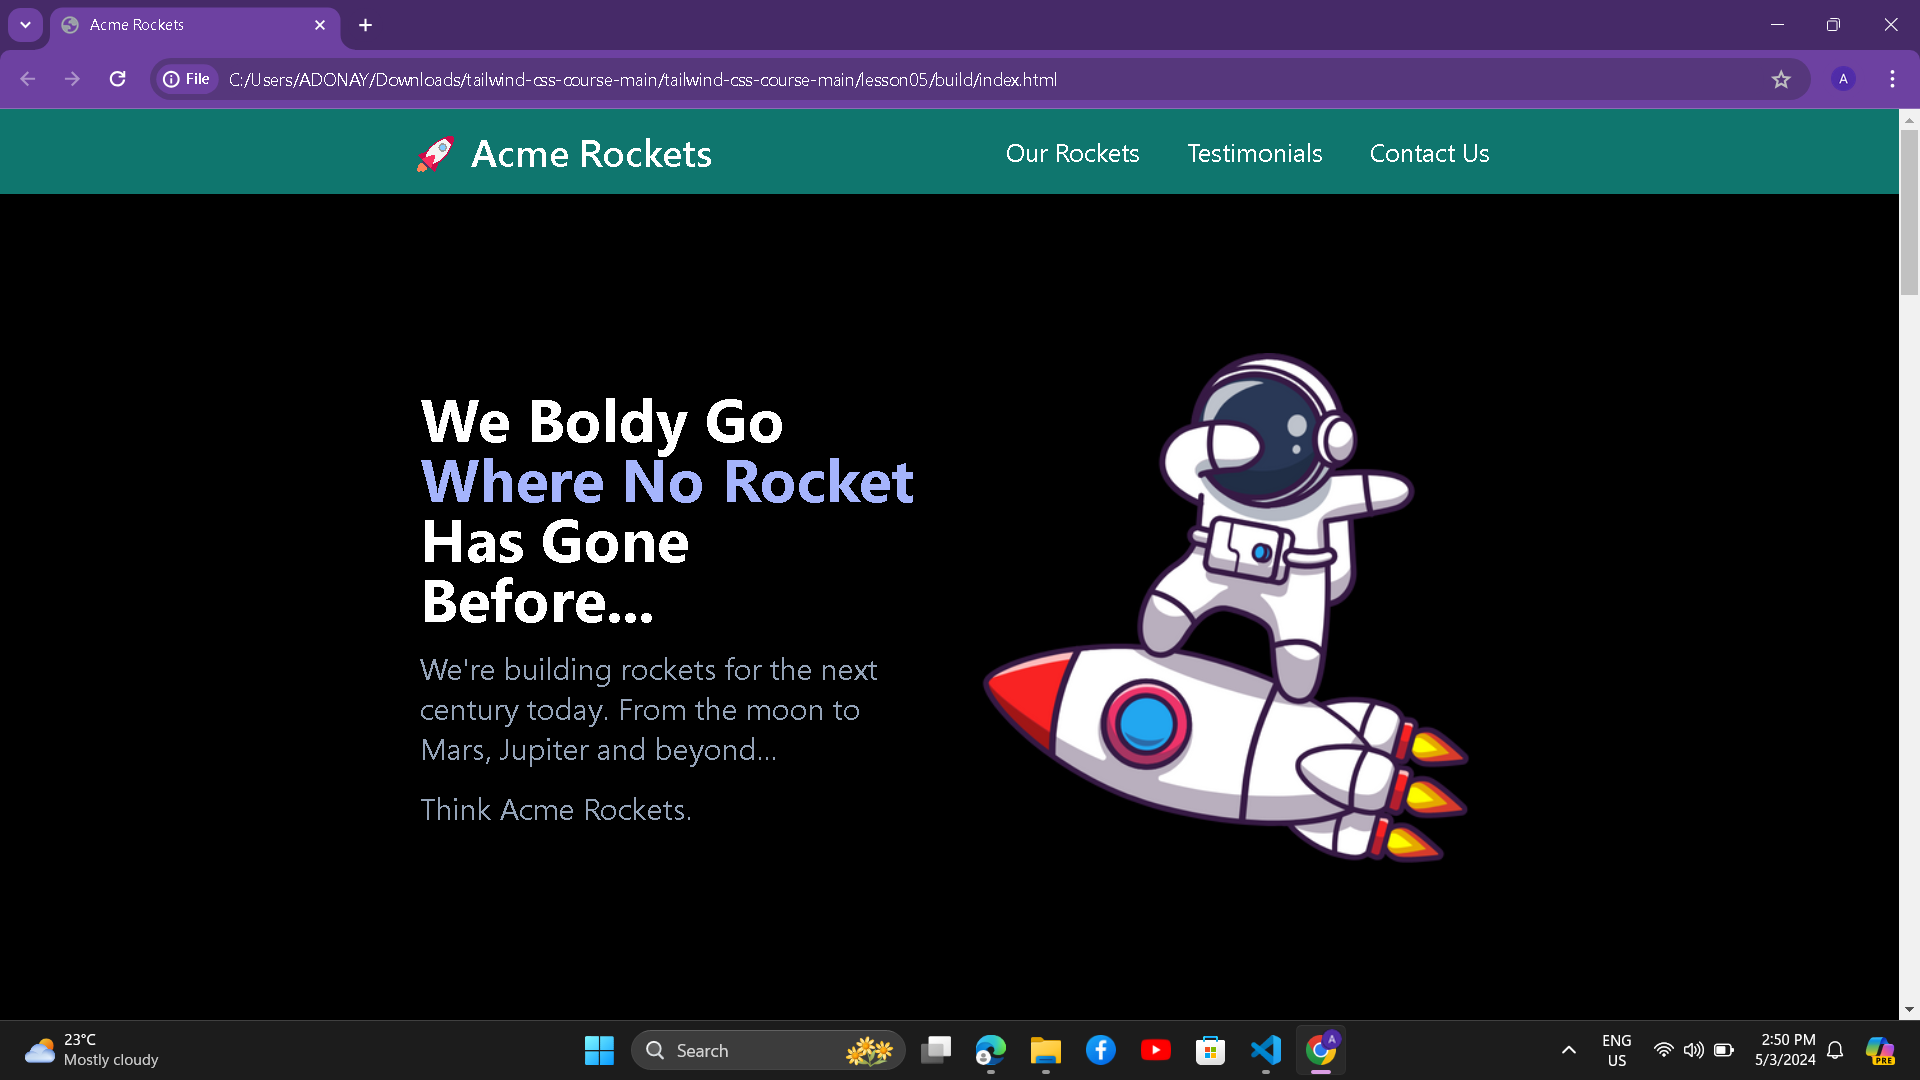 Acme Rockets
File
C:/Users/ADONAY/Downloads/tailwind-css-course-main/tailwind-css-course-main/lesson05/build/index.html
A
Acme Rockets
Our Rockets
Testimonials
Contact Us
We Boldy Go
Where No Rocket
Has Gone
Before...
We're building rockets for the next
century today. From the moon to
Mars, Jupiter and beyond...
Think Acme Rockets.
23°C
Mostly cloudy
Search
A
ENG
US
2:50 PM
5/3/2024
PRE